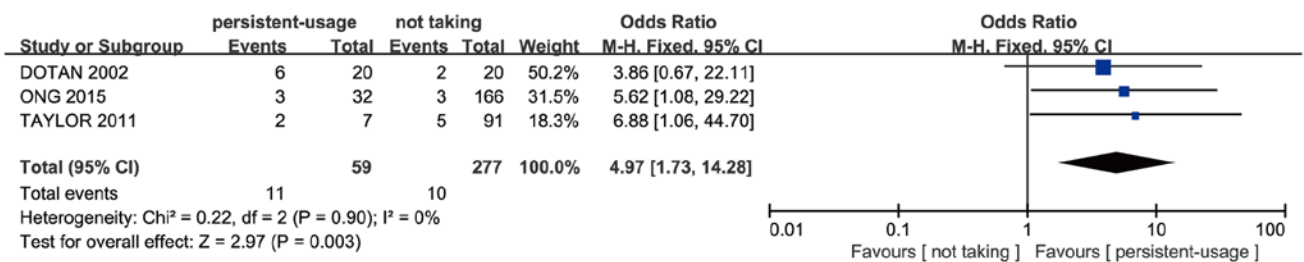 persistent-usage not taking Odds Ratio Odds Ratio
Study or Subgroup Events Total Events Total Weight M-H. Fixed. 95% CI M-H. Fixed. 95% CI
DOTAN 2002 6 20 2 20 50.2% 3.86 [0.67, 22.11]
ONG 2015 3 32 3 166 31.5% 5.62 [1.08, 29.22]
TAYLOR 2011 2 7 5 91 18.3% 6.88 [1.06, 44.70]
Total (95% CI) 59 277 100.0% 4.97 [1.73, 14.28]
Total events 11 10
Heterogeneity: Chi² = 0.22, df = 2 (P = 0.90); I² = 0%
Test for overall effect: Z = 2.97 (P = 0.003)
0.01 0.1 1 10 100
Favours [ not taking ] Favours [ persistent-usage ]